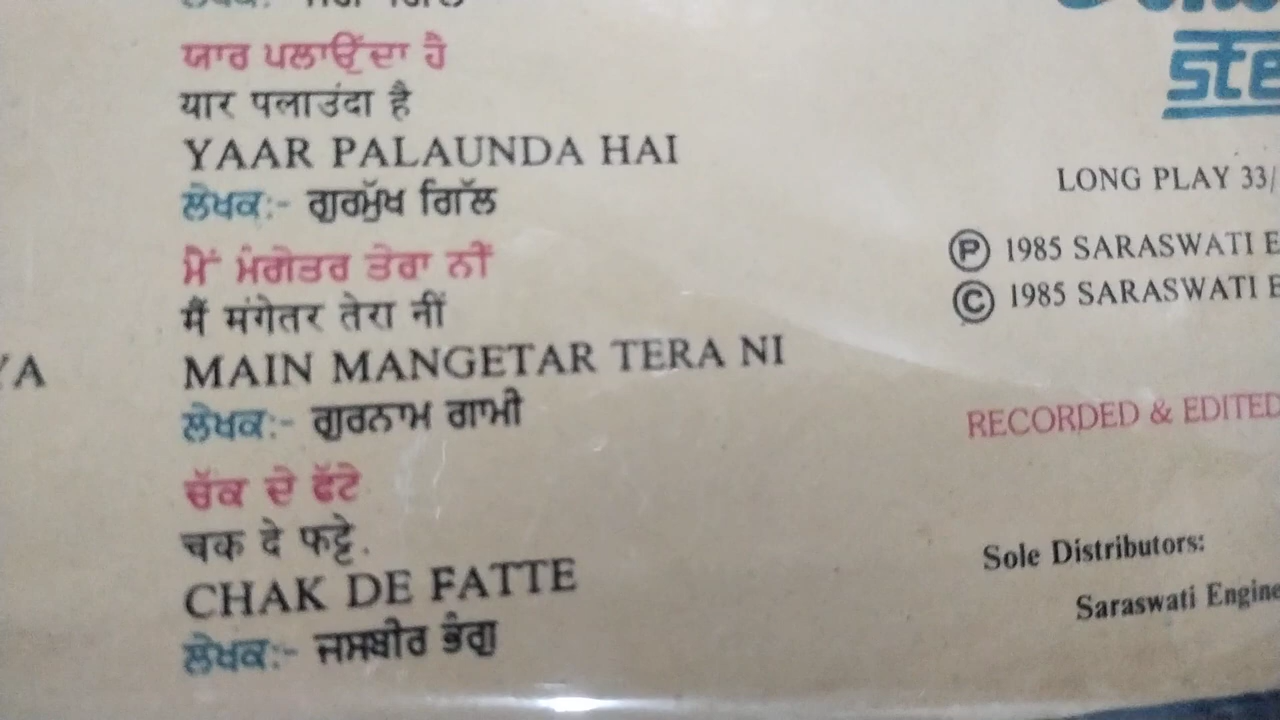 ਯਾਰ ਪਲਾਉਂਦਾ ਹੈ
यार पलाउंदा है
YAAR PALAUNDA HAI
ਲੇਖਕ:- ਗੁਰਮੁੱਖ ਗਿੱਲ
ਮੈਂ ਮੰਗੇਤਰ ਤੇਰਾ ਨੀਂ
मैं मंगेतर तेरा नीं
MAIN MANGETAR TERA NI
ਲੇਖਕ:- ਗੁਰਨਾਮ ਗਾਮੀ
ਚੱਕ ਦੇ ਫੱਟੇ
चक दे फट्टे.
CHAK DE FATTE
ਲੇਖਕ:- ਜਸਬੀਰ ਭੰਗੂ
YA
LONG PLAY 33/
Ⓟ 1985 SARASWATI E
Ⓒ 1985 SARASWATI E
RECORDED & EDITED
Sole Distributors:
Saraswati Engine